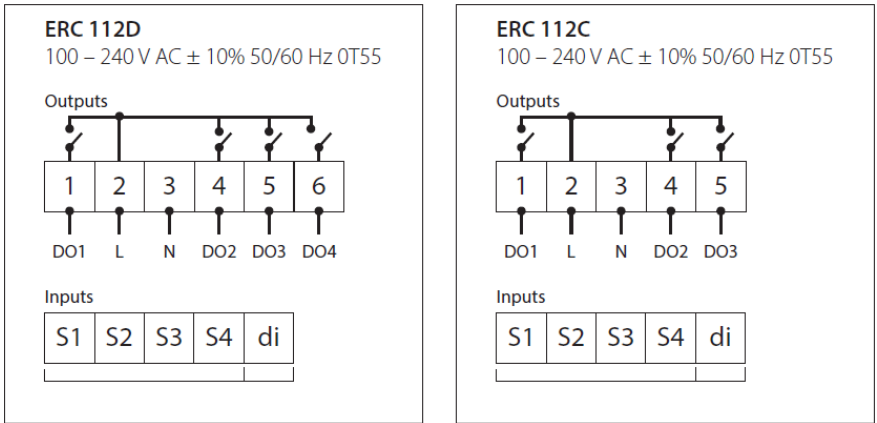 ERC 112D
100 – 240 V AC ± 10% 50/60 Hz 0T55
Outputs
1 2 3 4 5 6
DO1 L N DO2 DO3 DO4
Inputs
S1 S2 S3 S4 di
ERC 112C
100 – 240 V AC ± 10% 50/60 Hz 0T55
Outputs
1 2 3 4 5
DO1 L N DO2 DO3
Inputs
S1 S2 S3 S4 di